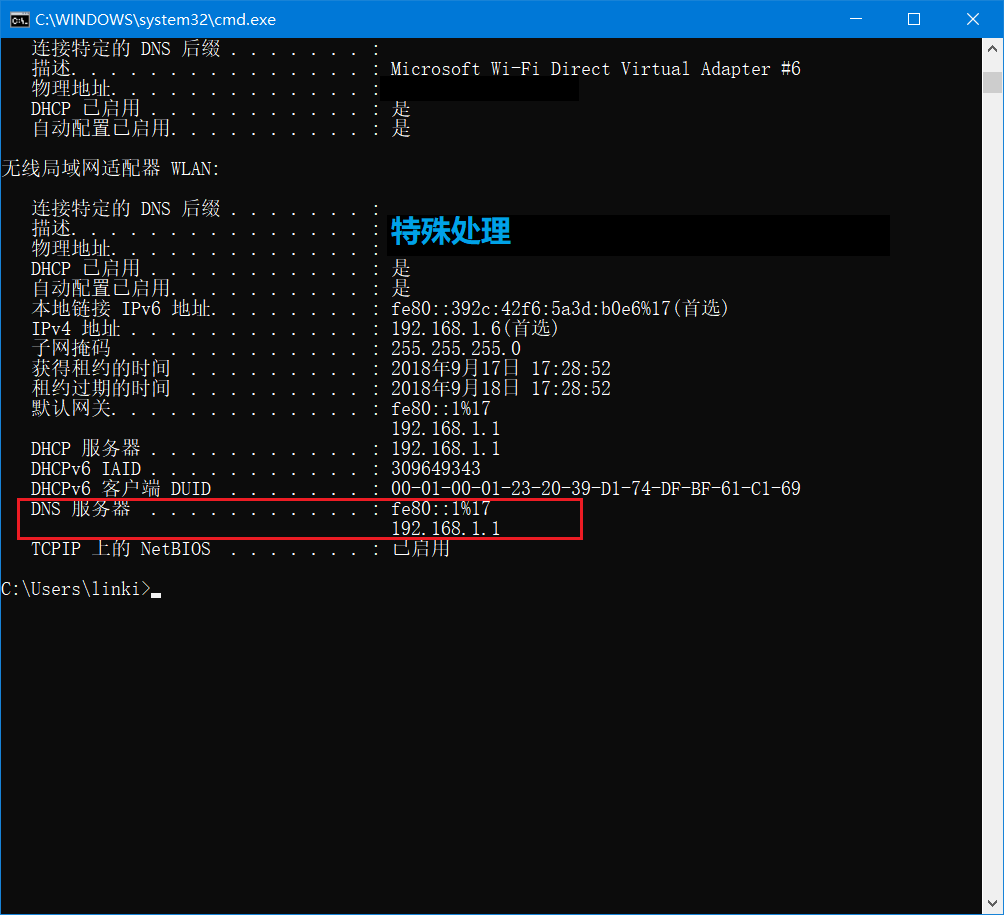 C:\WINDOWS\system32\cmd.exe
连接特定的 DNS 后缀 . . . . . . . :
描述. . . . . . . . . . . . . . . : Microsoft Wi-Fi Direct Virtual Adapter #6
物理地址. . . . . . . . . . . . . :
DHCP 已启用 . . . . . . . . . . . : 是
自动配置已启用. . . . . . . . . . : 是
无线局域网适配器 WLAN:
连接特定的 DNS 后缀 . . . . . . . :
描述. . . . . . . . . . . . . . . : 特殊处理
物理地址. . . . . . . . . . . . . :
DHCP 已启用 . . . . . . . . . . . : 是
自动配置已启用. . . . . . . . . . : 是
本地链接 IPv6 地址. . . . . . . . : fe80::392c:42f6:5a3d:b0e6%17(首选)
IPv4 地址 . . . . . . . . . . . . : 192.168.1.6(首选)
子网掩码 . . . . . . . . . . . . : 255.255.255.0
获得租约的时间 . . . . . . . . . : 2018年9月17日 17:28:52
租约过期的时间 . . . . . . . . . : 2018年9月18日 17:28:52
默认网关. . . . . . . . . . . . . : fe80::1%17
192.168.1.1
DHCP 服务器 . . . . . . . . . . . : 192.168.1.1
DHCPv6 IAID . . . . . . . . . . . : 309649343
DHCPv6 客户端 DUID . . . . . . . : 00-01-00-01-23-20-39-D1-74-DF-BF-61-C1-69
DNS 服务器 . . . . . . . . . . . : fe80::1%17
192.168.1.1
TCPIP 上的 NetBIOS . . . . . . . : 已启用
C:\Users\linki>